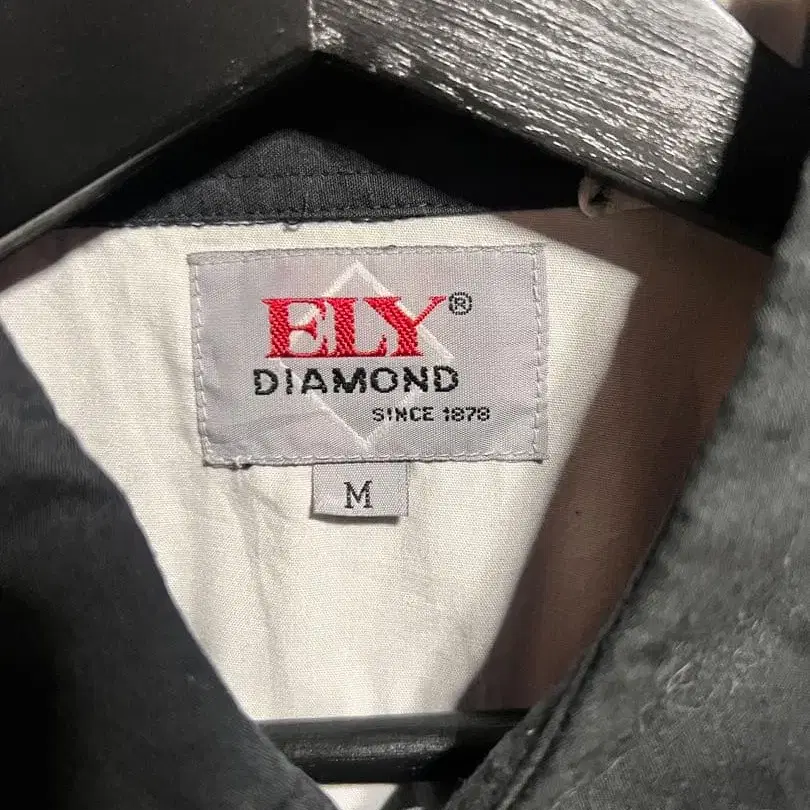 ELY®
DIAMOND
SINCE 1878
M